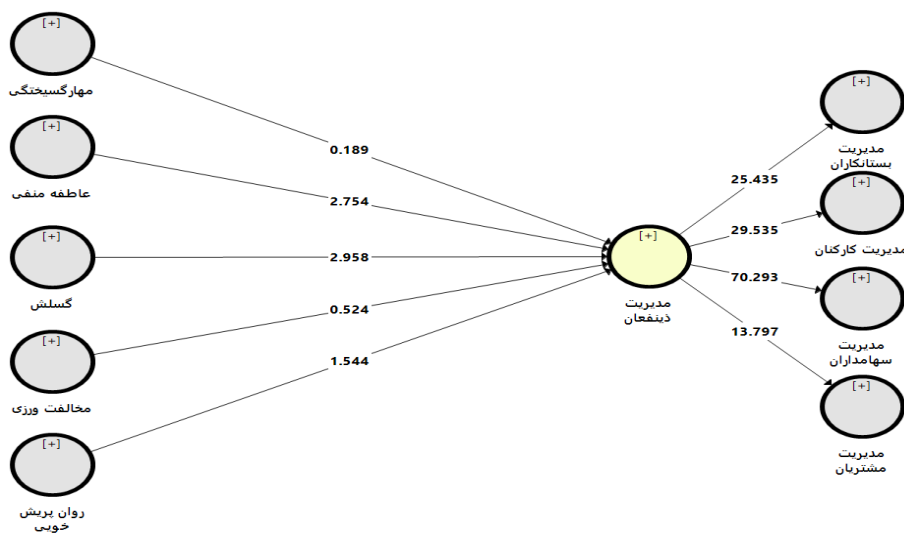 [+]
مهارگسیختگی
[+]
عاطفه منفی
[+]
گسلش
[+]
مخالفت ورزی
[+]
روان پریش
خویی
0.189
2.754
2.958
0.524
1.544
[+]
مدیریت
ذینفعان
25.435
29.535
70.293
13.797
[+]
مدیریت
بستانکاران
[+]
مدیریت کارکنان
[+]
مدیریت
سهامداران
[+]
مدیریت
مشتریان